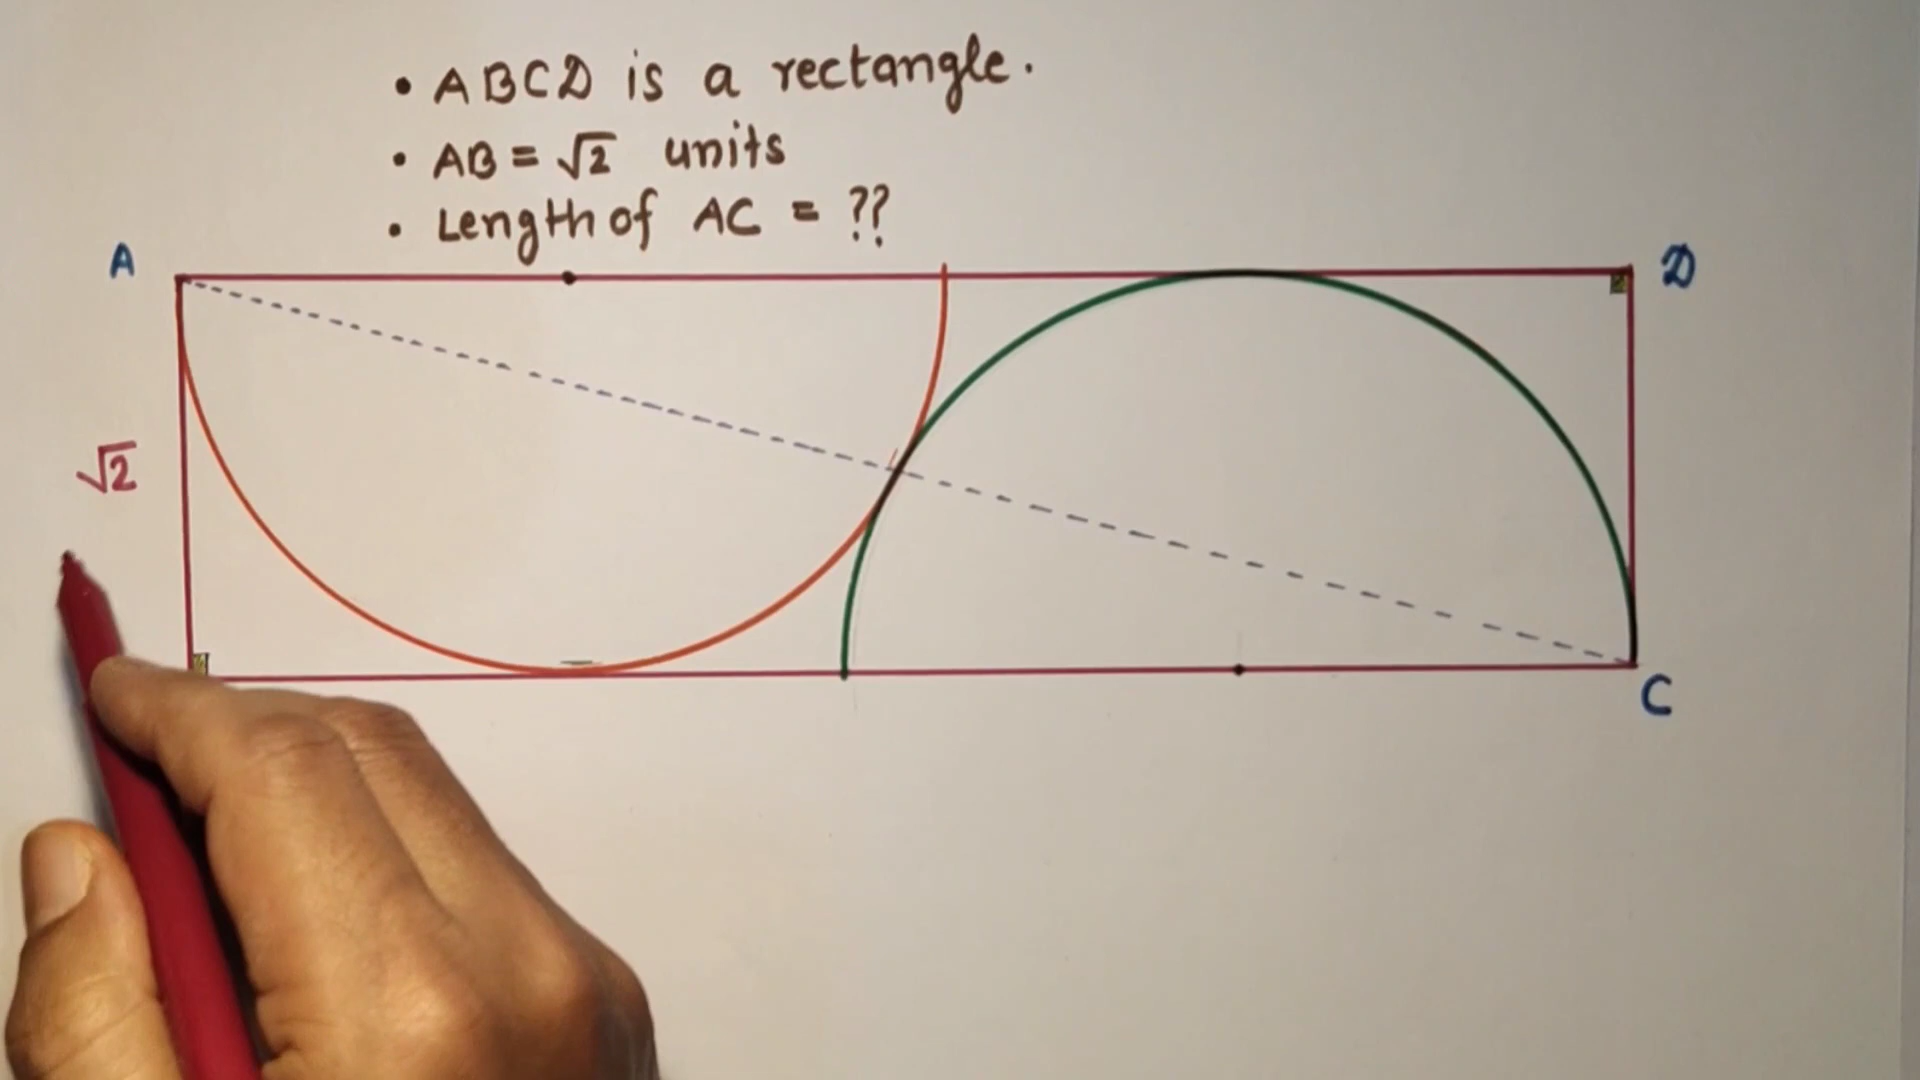 • ABCD is a rectangle.
• AB = √2 units
• Length of AC = ??
A
D
√2
C